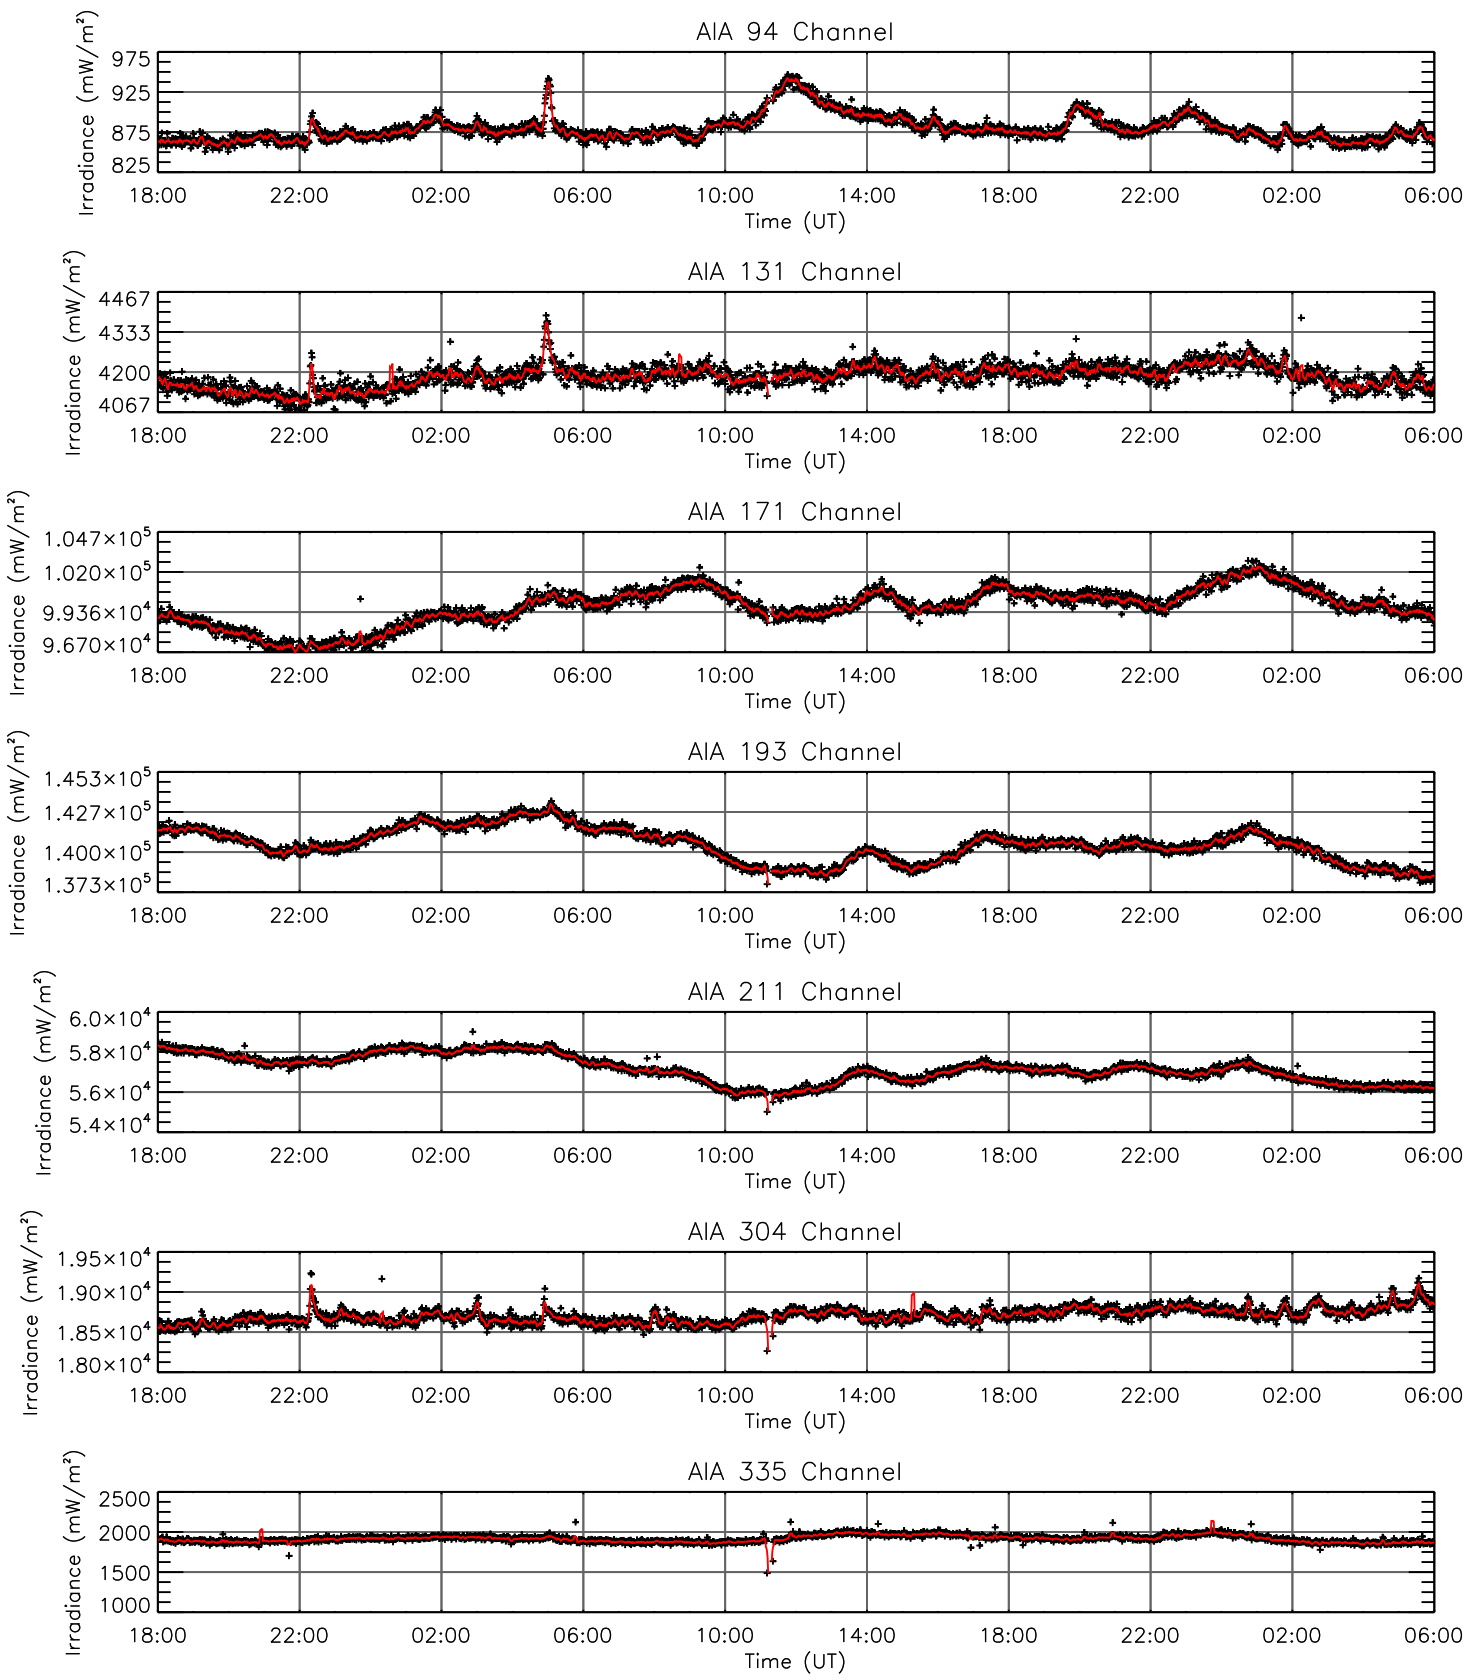 AIA 94 Channel
Irradiance (mW/m²)
975
925
875
825
18:00 22:00 02:00 06:00 10:00 14:00 18:00 22:00 02:00 06:00
Time (UT)
AIA 131 Channel
Irradiance (mW/m²)
4467
4333
4200
4067
18:00 22:00 02:00 06:00 10:00 14:00 18:00 22:00 02:00 06:00
Time (UT)
AIA 171 Channel
Irradiance (mW/m²)
1.047×10⁵
1.020×10⁵
9.936×10⁴
9.670×10⁴
18:00 22:00 02:00 06:00 10:00 14:00 18:00 22:00 02:00 06:00
Time (UT)
AIA 193 Channel
Irradiance (mW/m²)
1.453×10⁵
1.427×10⁵
1.400×10⁵
1.373×10⁵
18:00 22:00 02:00 06:00 10:00 14:00 18:00 22:00 02:00 06:00
Time (UT)
AIA 211 Channel
Irradiance (mW/m²)
6.0×10⁴
5.8×10⁴
5.6×10⁴
5.4×10⁴
18:00 22:00 02:00 06:00 10:00 14:00 18:00 22:00 02:00 06:00
Time (UT)
AIA 304 Channel
Irradiance (mW/m²)
1.95×10⁴
1.90×10⁴
1.85×10⁴
1.80×10⁴
18:00 22:00 02:00 06:00 10:00 14:00 18:00 22:00 02:00 06:00
Time (UT)
AIA 335 Channel
Irradiance (mW/m²)
2500
2000
1500
1000
18:00 22:00 02:00 06:00 10:00 14:00 18:00 22:00 02:00 06:00
Time (UT)